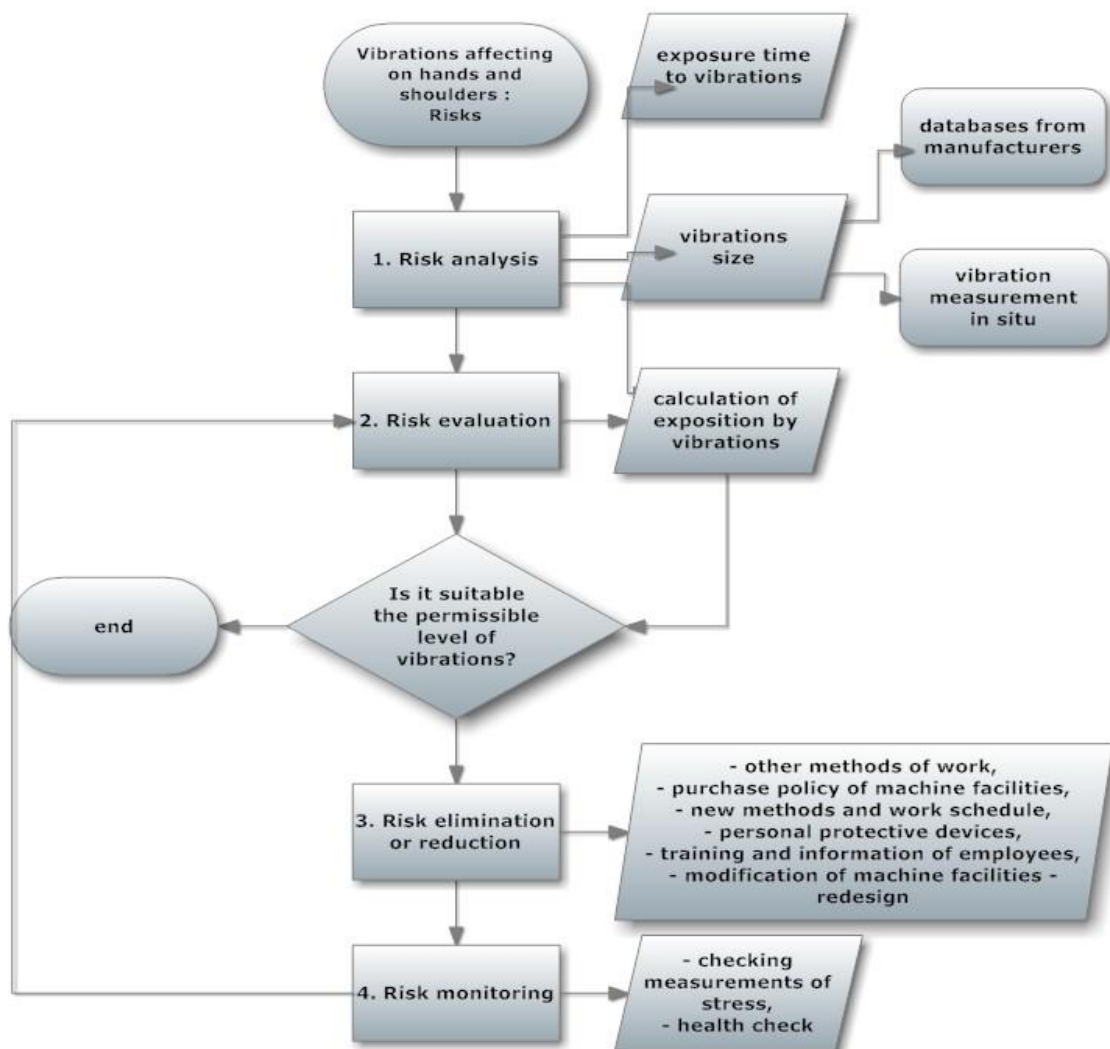 Vibrations affecting
on hands and
shoulders :
Risks
exposure time
to vibrations
databases from
manufacturers
1. Risk analysis
vibrations
size
vibration
measurement
in situ
2. Risk evaluation
calculation of
exposition by
vibrations
Is it suitable
the permissible
level of
vibrations?
end
3. Risk elimination
or reduction
- other methods of work,
- purchase policy of machine facilities,
- new methods and work schedule,
- personal protective devices,
- training and information of employees,
- modification of machine facilities -
redesign
4. Risk monitoring
- checking
measurements of
stress,
- health check